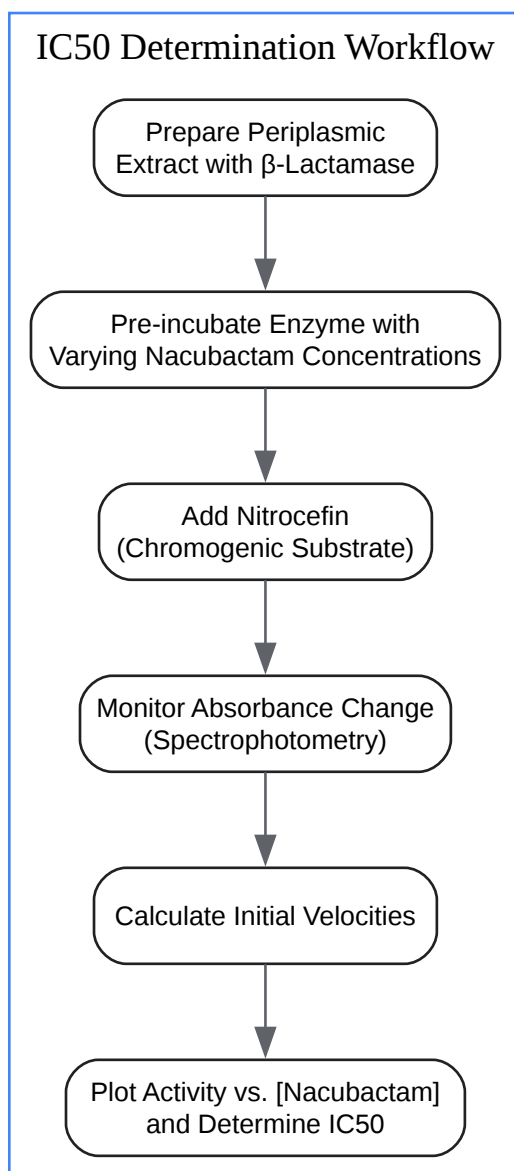 IC50 Determination Workflow
Prepare Periplasmic
Extract with β-Lactamase
Pre-incubate Enzyme with
Varying Nacubactam Concentrations
Add Nitrocefin
(Chromogenic Substrate)
Monitor Absorbance Change
(Spectrophotometry)
Calculate Initial Velocities
Plot Activity vs. [Nacubactam]
and Determine IC50